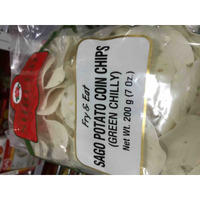 Fry & Eat
SAGO POTATO COIN CHIPS
(GREEN CHILLY)
Net Wt. 200 g (7 Oz.)